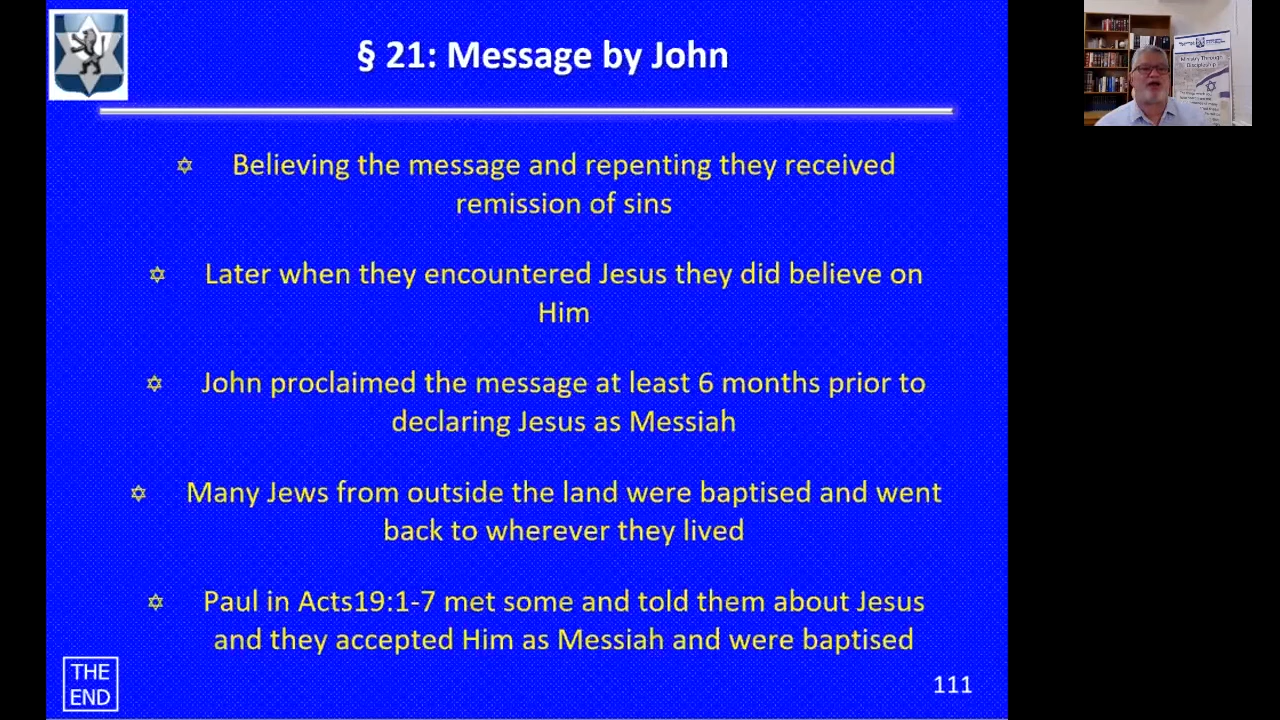 § 21: Message by John
Believing the message and repenting they received
remission of sins
Later when they encountered Jesus they did believe on
Him
John proclaimed the message at least 6 months prior to
declaring Jesus as Messiah
Many Jews from outside the land were baptised and went
back to wherever they lived
Paul in Acts19:1-7 met some and told them about Jesus
and they accepted Him as Messiah and were baptised
THE
END
111
Ministry Through
Discipleship